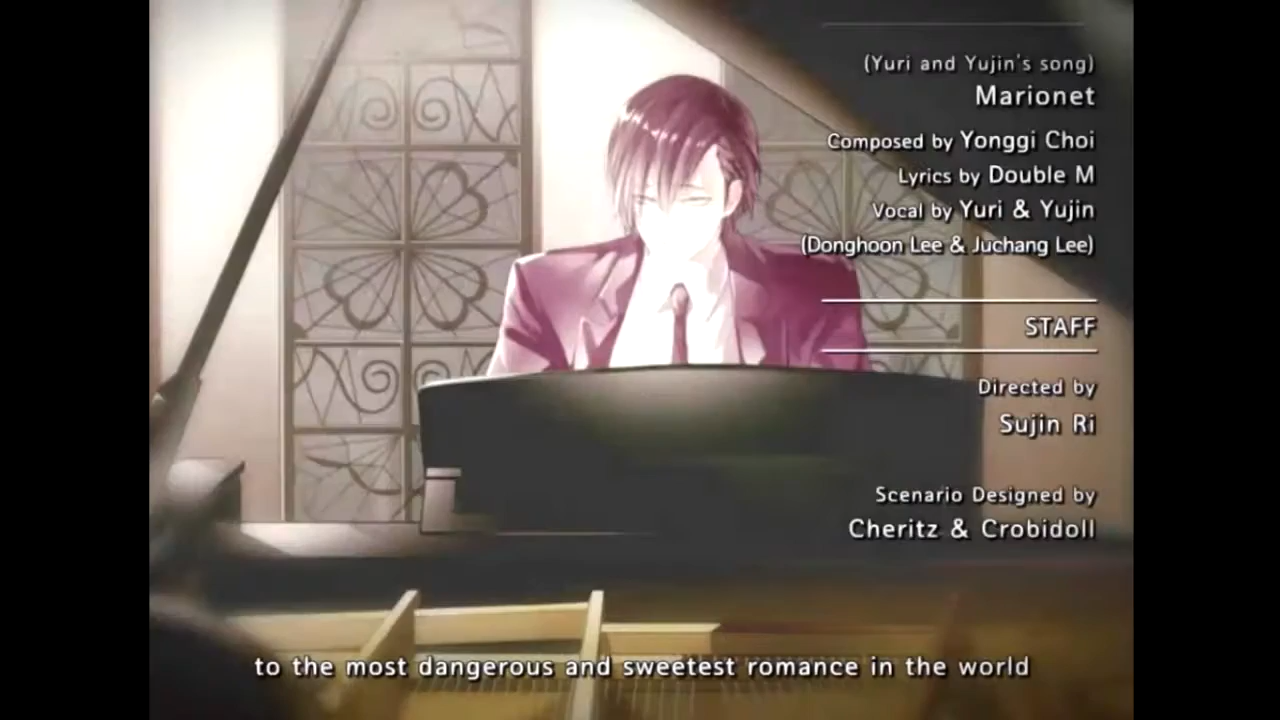 (Yuri and Yujin's song)
Marionet
Composed by Yonggi Choi
Lyrics by Double M
Vocal by Yuri & Yujin
(Donghoon Lee & Juchang Lee)
STAFF
Directed by
Sujin Ri
Scenario Designed by
Cheritz & Crobidoll
to the most dangerous and sweetest romance in the world